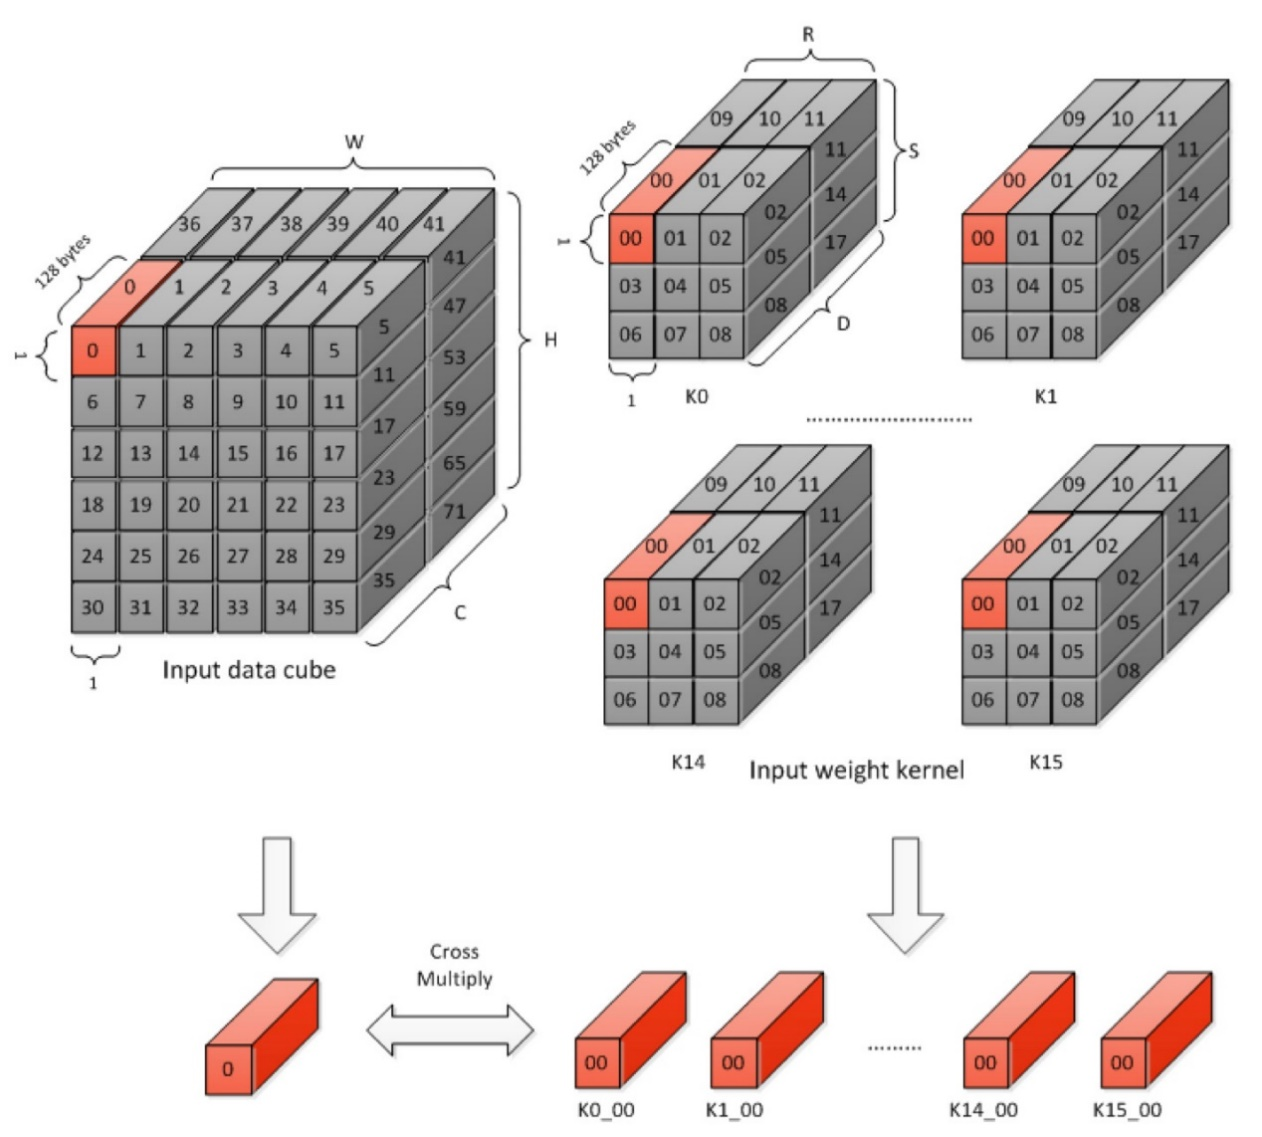 W
36 37 38 39 40 41
128 bytes
0 1 2 3 4 5
1
0 1 2 3 4 5
6 7 8 9 10 11
12 13 14 15 16 17
18 19 20 21 22 23
24 25 26 27 28 29
30 31 32 33 34 35
5
11
17
23
29
35
41
47
53
59
65
71
H
C
1
Input data cube
R
09 10 11
128 bytes
00 01 02
1
00 01 02
03 04 05
06 07 08
02
05
08
11
14
17
S
D
1
K0
09 10 11
00 01 02
00 01 02
03 04 05
06 07 08
02
05
08
11
14
17
K1
09 10 11
00 01 02
00 01 02
03 04 05
06 07 08
02
05
08
11
14
17
K14
09 10 11
00 01 02
00 01 02
03 04 05
06 07 08
02
05
08
11
14
17
K15
Input weight kernel
Cross
Multiply
0
00 00 00 00
K0_00 K1_00 K14_00 K15_00